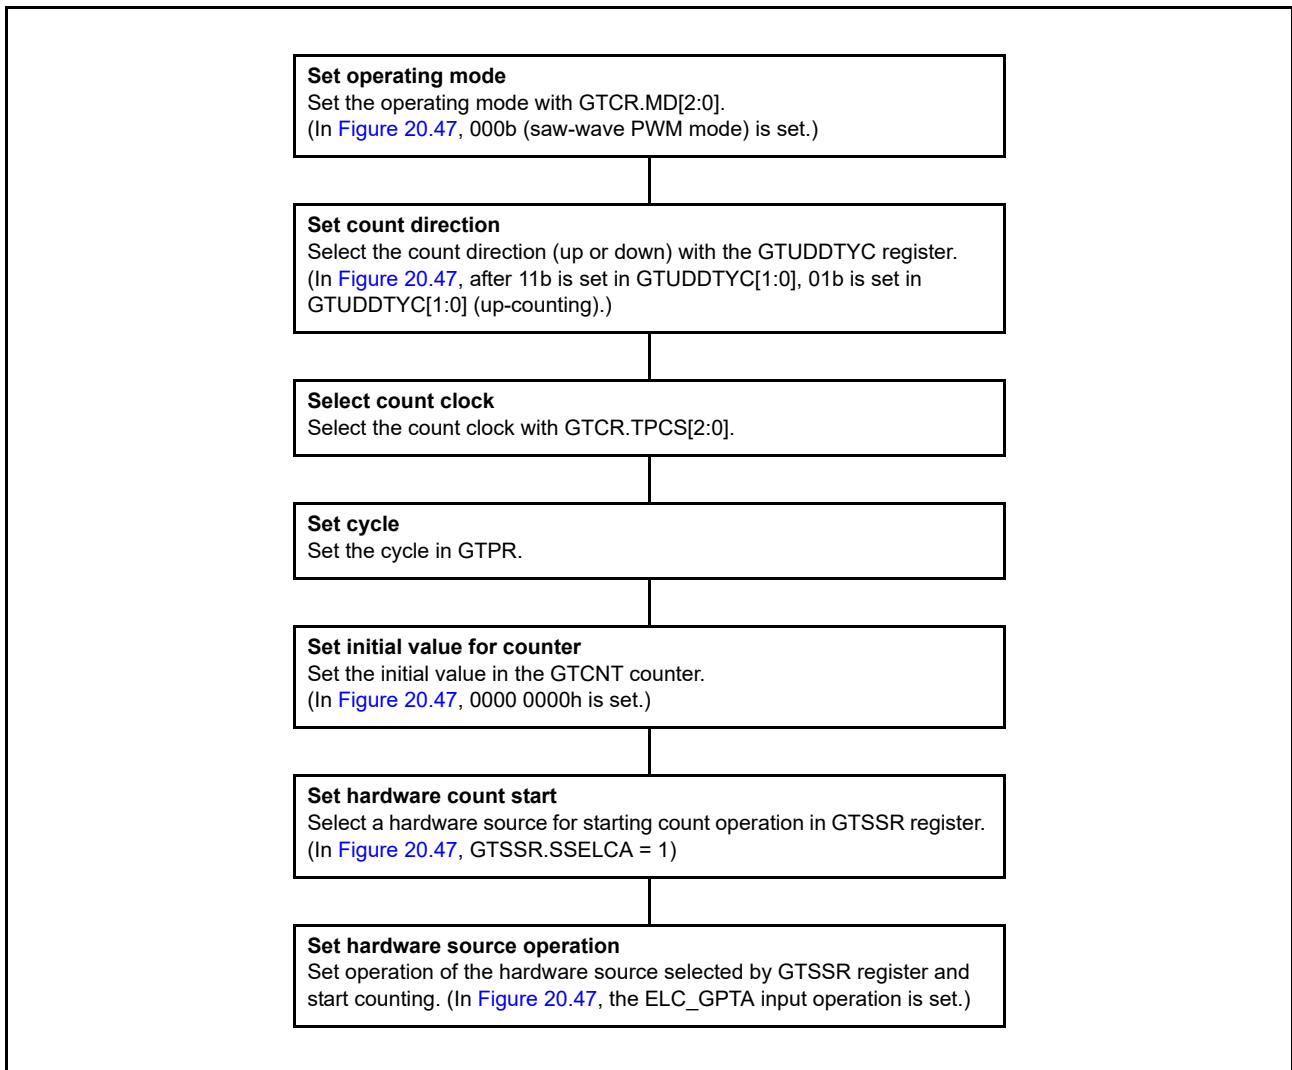 Set operating mode
Set the operating mode with GTCR.MD[2:0].
(In Figure 20.47, 000b (saw-wave PWM mode) is set.)
Set count direction
Select the count direction (up or down) with the GTUDDTYC register.
(In Figure 20.47, after 11b is set in GTUDDTYC[1:0], 01b is set in
GTUDDTYC[1:0] (up-counting).)
Select count clock
Select the count clock with GTCR.TPCS[2:0].
Set cycle
Set the cycle in GTPR.
Set initial value for counter
Set the initial value in the GTCNT counter.
(In Figure 20.47, 0000 0000h is set.)
Set hardware count start
Select a hardware source for starting count operation in GTSSR register.
(In Figure 20.47, GTSSR.SSELCA = 1)
Set hardware source operation
Set operation of the hardware source selected by GTSSR register and
start counting. (In Figure 20.47, the ELC_GPTA input operation is set.)